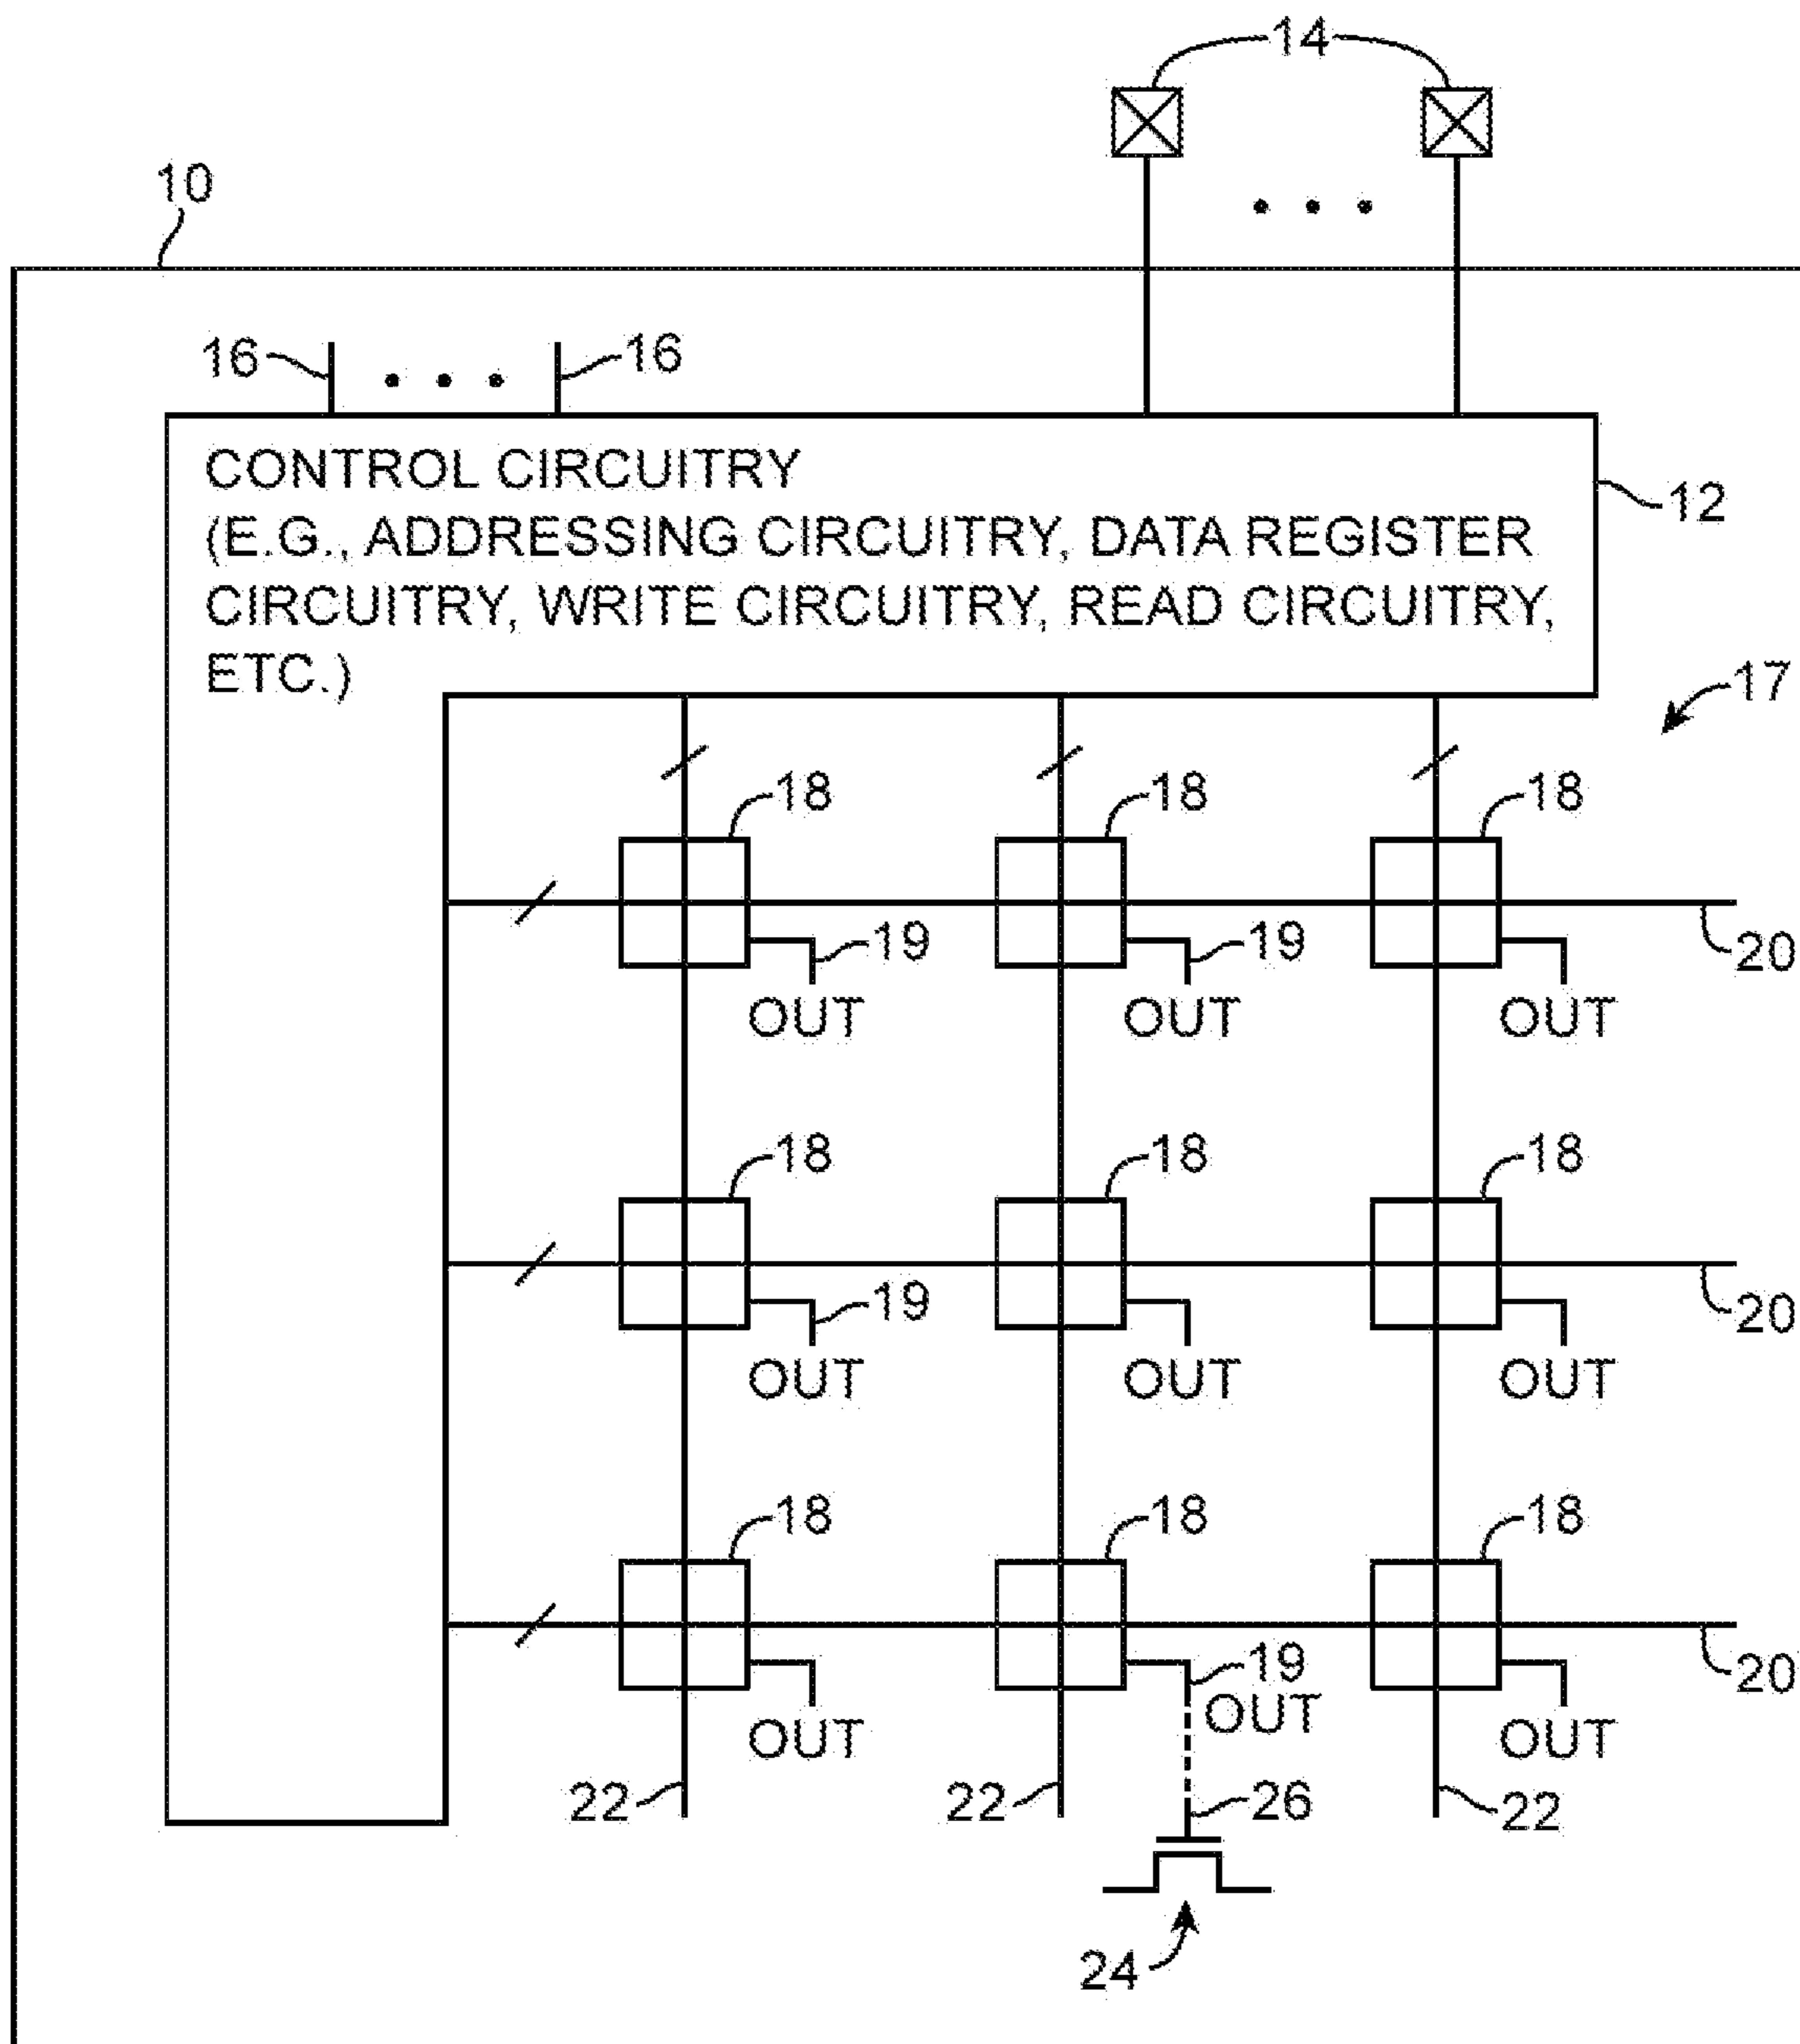 14
10
16 16
CONTROL CIRCUITRY
(E.G., ADDRESSING CIRCUITRY, DATA REGISTER
CIRCUITRY, WRITE CIRCUITRY, READ CIRCUITRY,
ETC.)
12
17
18 18 18
19 19
20
OUT OUT OUT
18 18 18
19
20
OUT OUT OUT
18 18 18
19
20
OUT OUT OUT
22 22 26 22
24